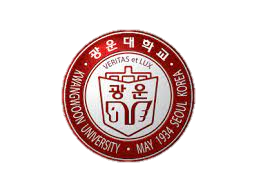 ·광운대학교·
KWANGWOON UNIVERSITY · MAY 1934 SEOUL KOREA
VERITAS et LUX
광운